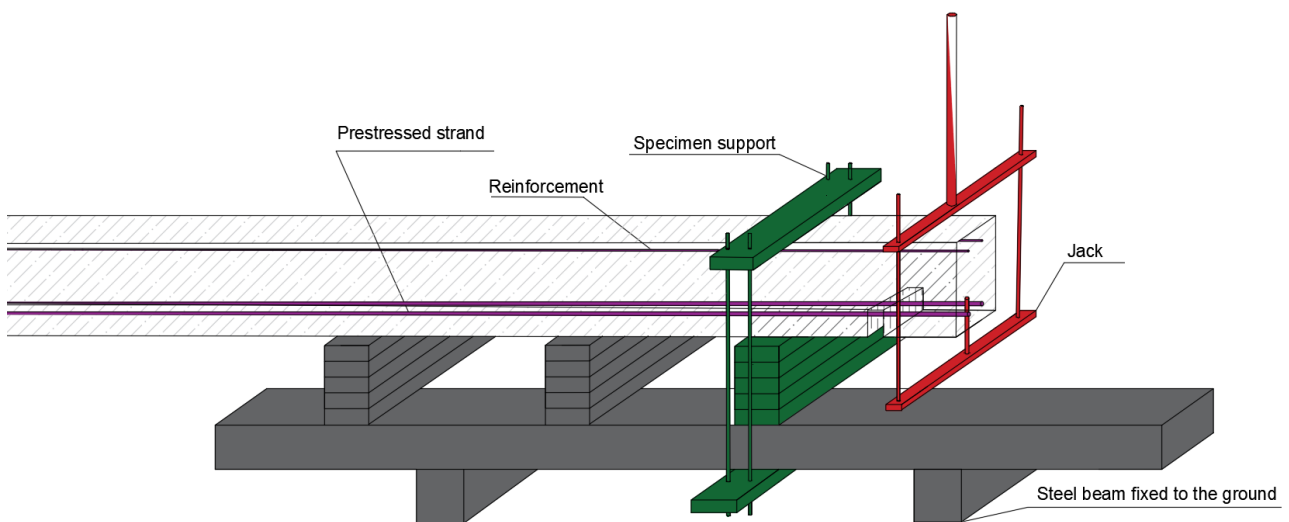 Prestressed strand
Specimen support
Reinforcement
Jack
Steel beam fixed to the ground